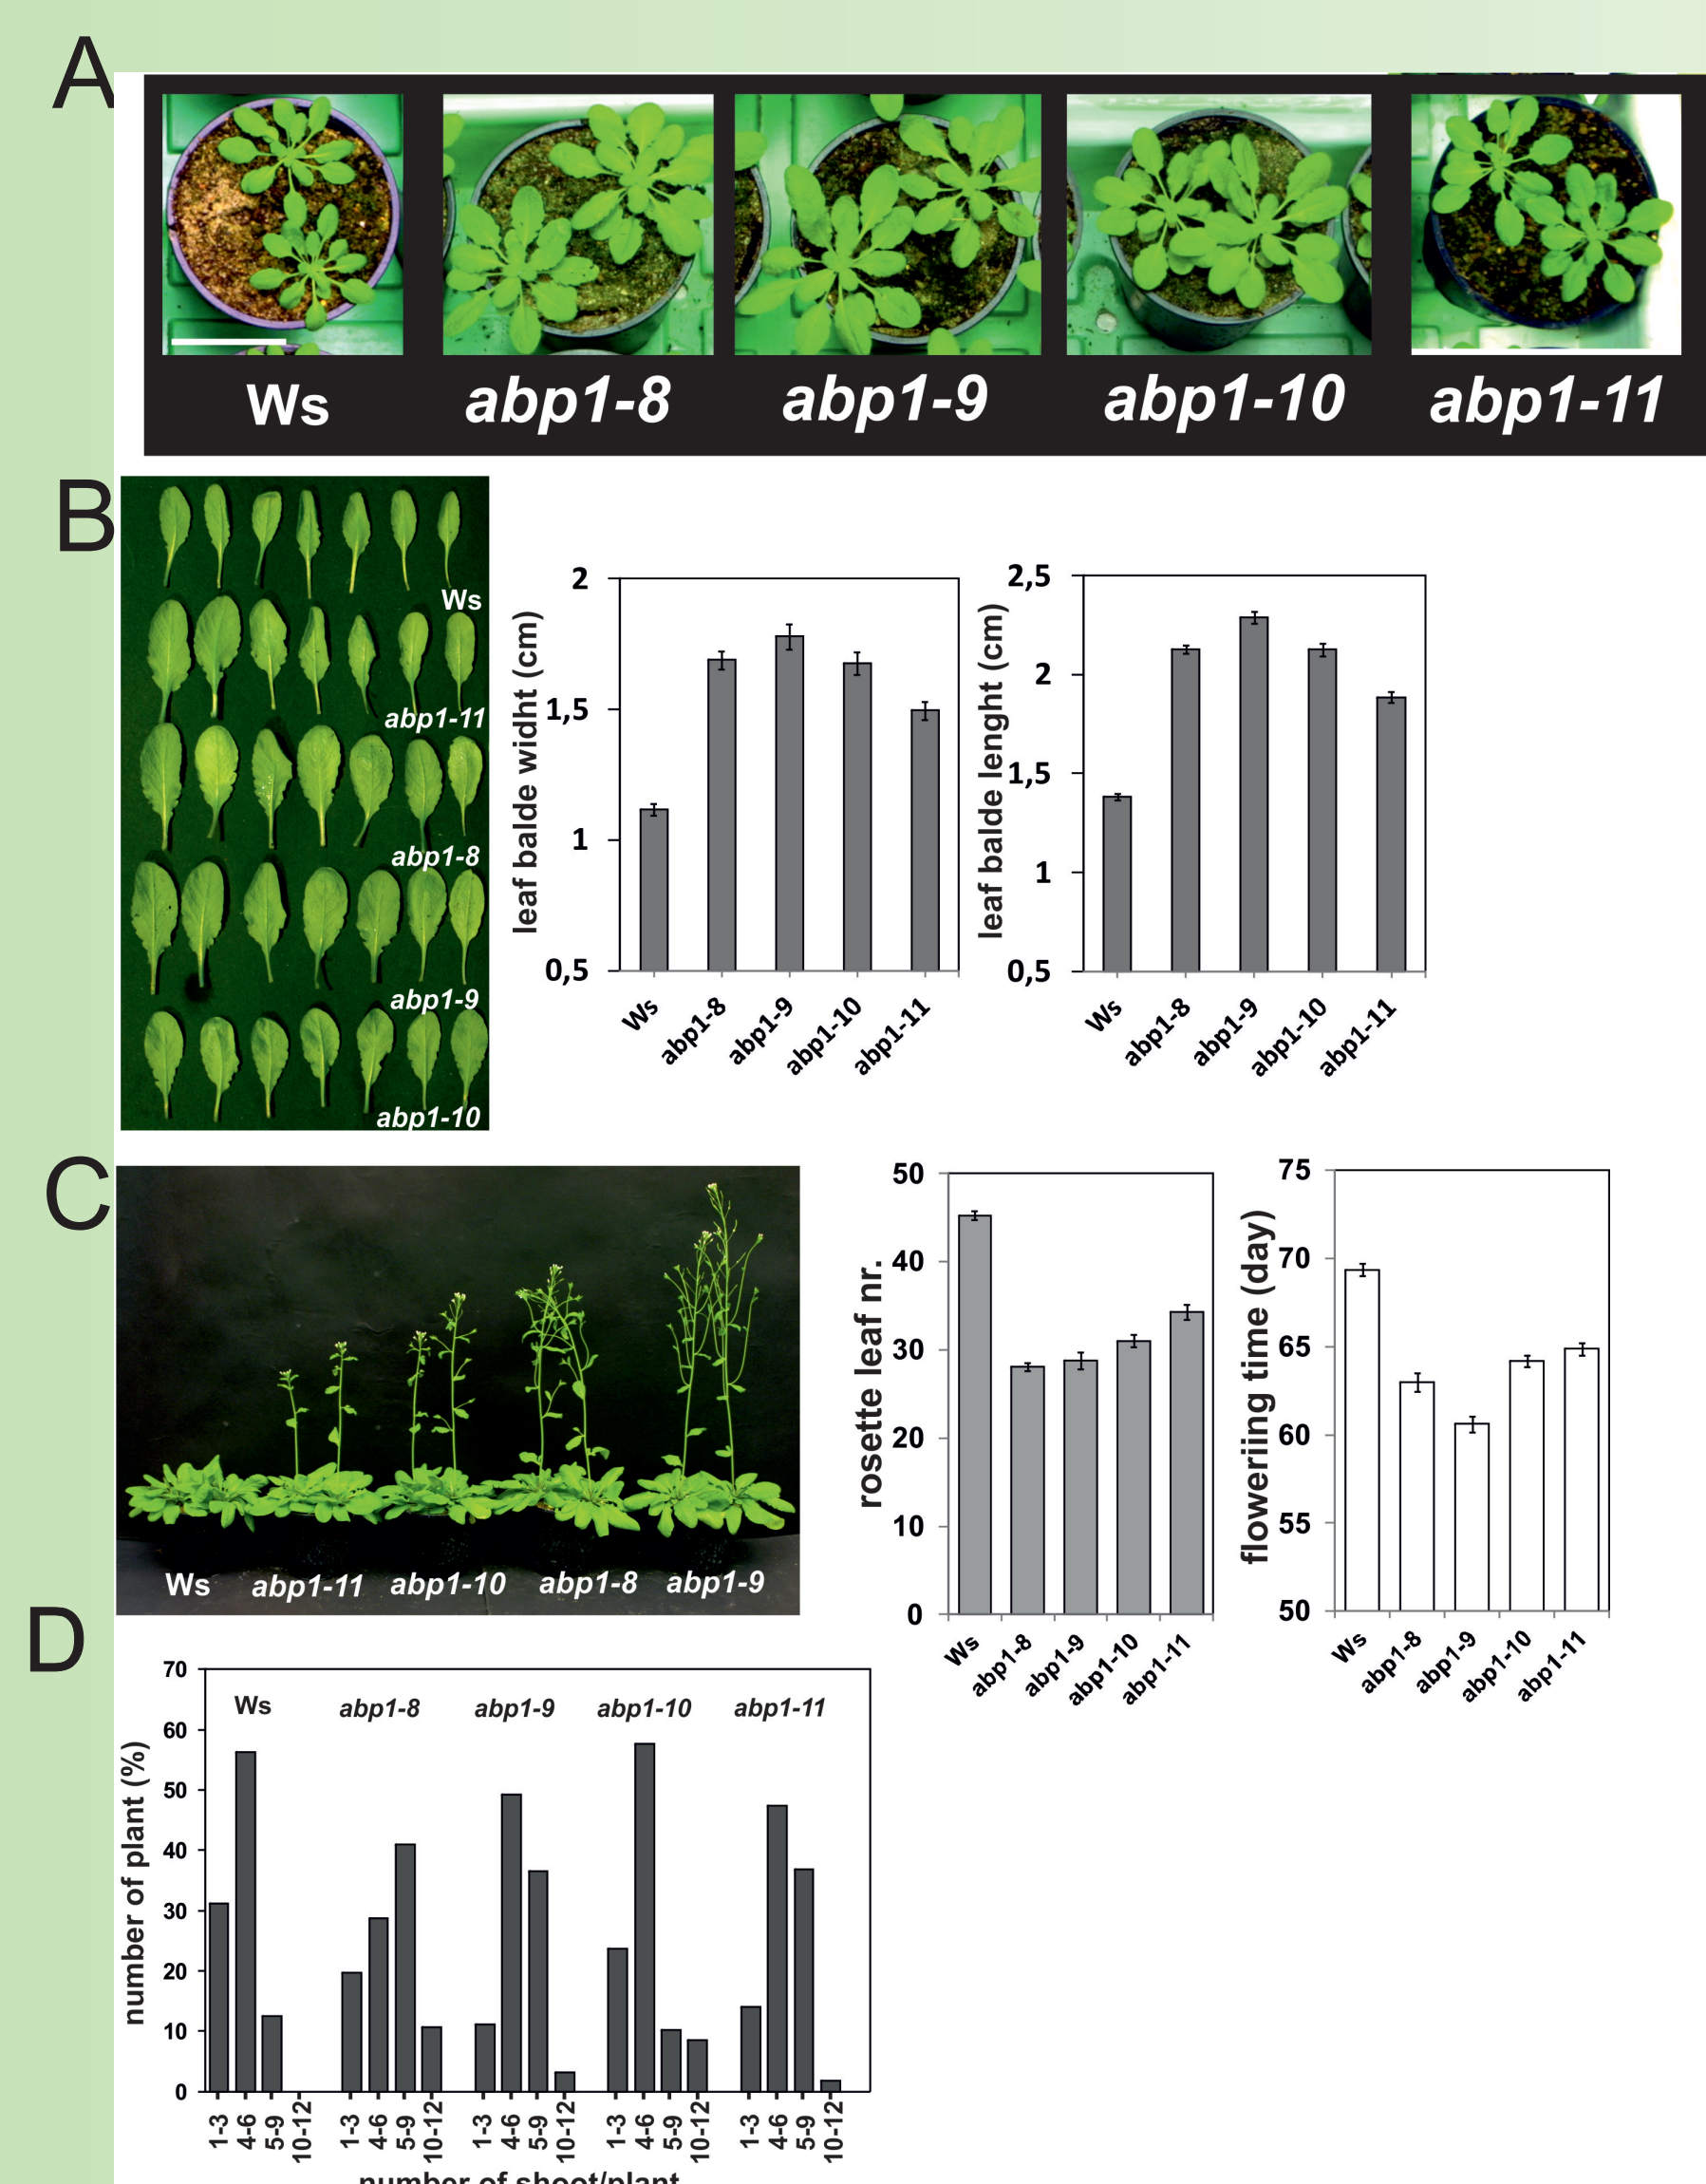 A
Ws abp1-8 abp1-9 abp1-10 abp1-11
B
Ws
abp1-11
abp1-8
abp1-9
abp1-10
leaf balde widht (cm)
2
1,5
1
0,5
Ws abp1-8 abp1-9 abp1-10 abp1-11
leaf balde lenght (cm)
2,5
2
1,5
1
0,5
Ws abp1-8 abp1-9 abp1-10 abp1-11
C
Ws abp1-11 abp1-10 abp1-8 abp1-9
rosette leaf nr.
50
40
30
20
10
0
Ws abp1-8 abp1-9 abp1-10 abp1-11
floweriing time (day)
75
70
65
60
55
50
Ws abp1-8 abp1-9 abp1-10 abp1-11
D
number of plant (%)
70
60
50
40
30
20
10
0
Ws abp1-8 abp1-9 abp1-10 abp1-11
1-3 4-6 5-9 10-12 1-3 4-6 5-9 10-12 1-3 4-6 5-9 10-12 1-3 4-6 5-9 10-12 1-3 4-6 5-9 10-12
number of shoot/plant